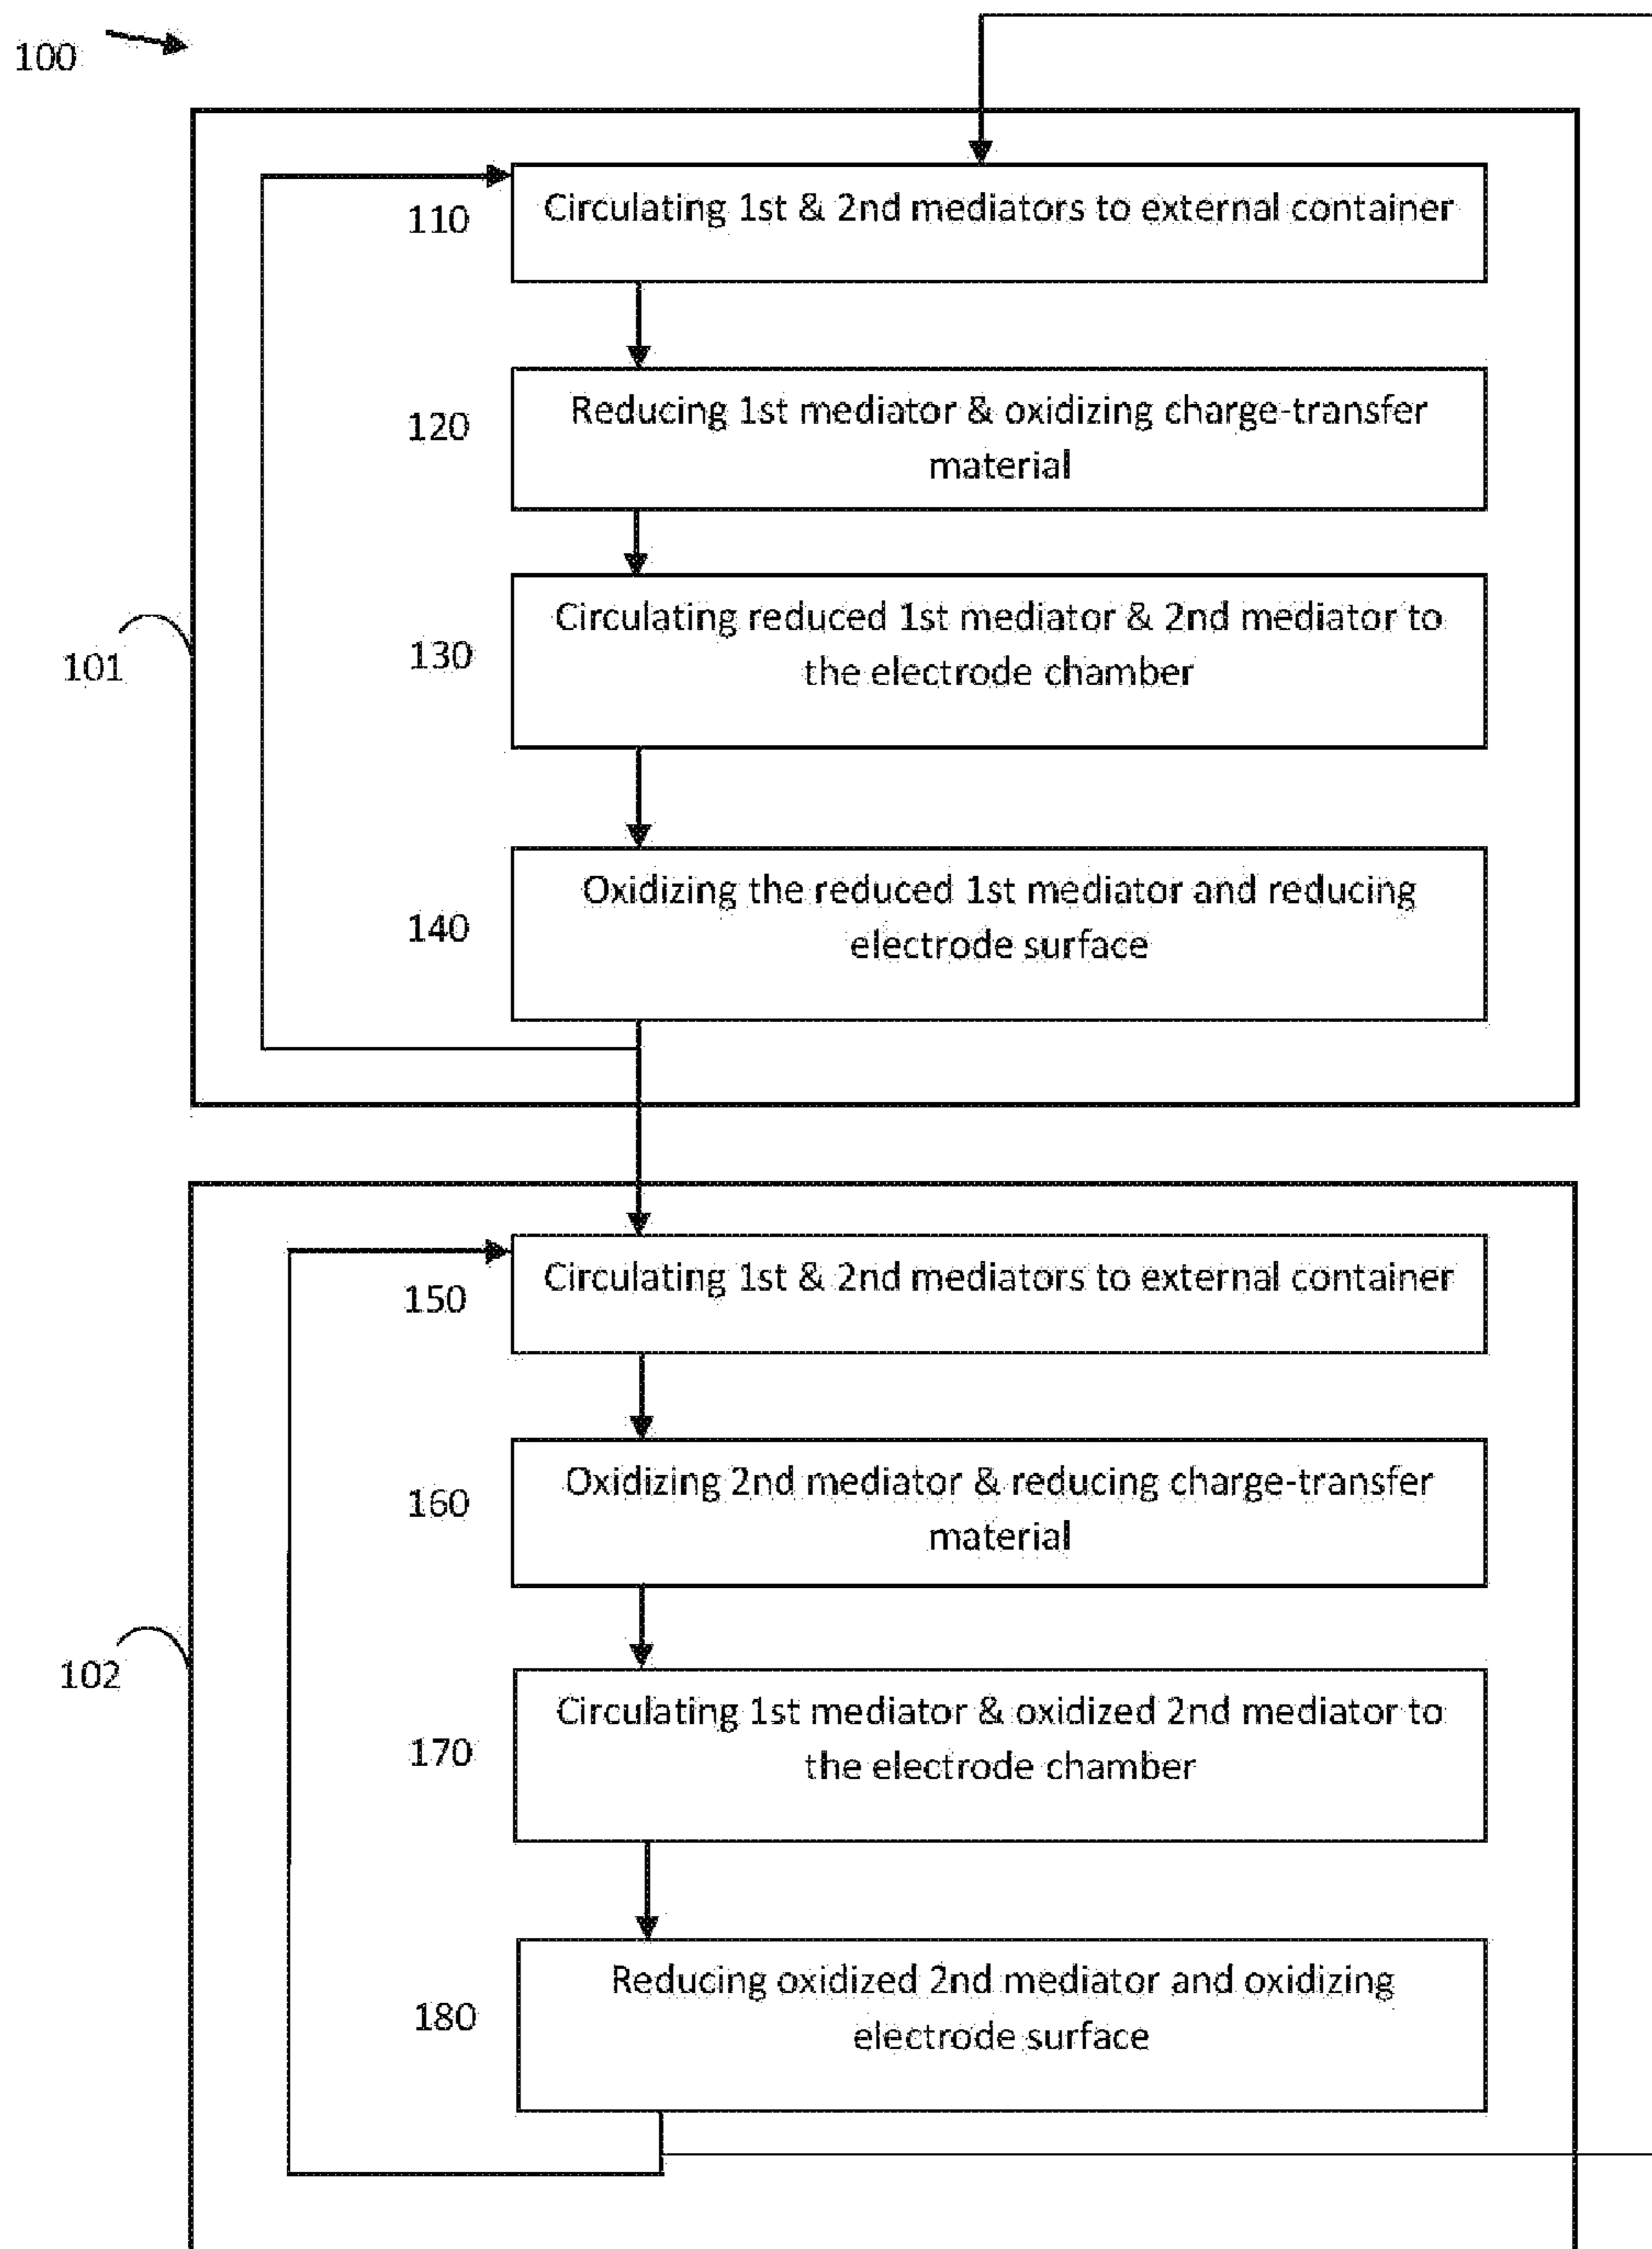 100
Circulating 1st & 2nd mediators to external container
110
Reducing 1st mediator & oxidizing charge-transfer
material
120
Circulating reduced 1st mediator & 2nd mediator to
the electrode chamber
130
101
Oxidizing the reduced 1st mediator and reducing
electrode surface
140
Circulating 1st & 2nd mediators to external container
150
Oxidizing 2nd mediator & reducing charge-transfer
material
160
102
Circulating 1st mediator & oxidized 2nd mediator to
the electrode chamber
170
Reducing oxidized 2nd mediator and oxidizing
electrode surface
180